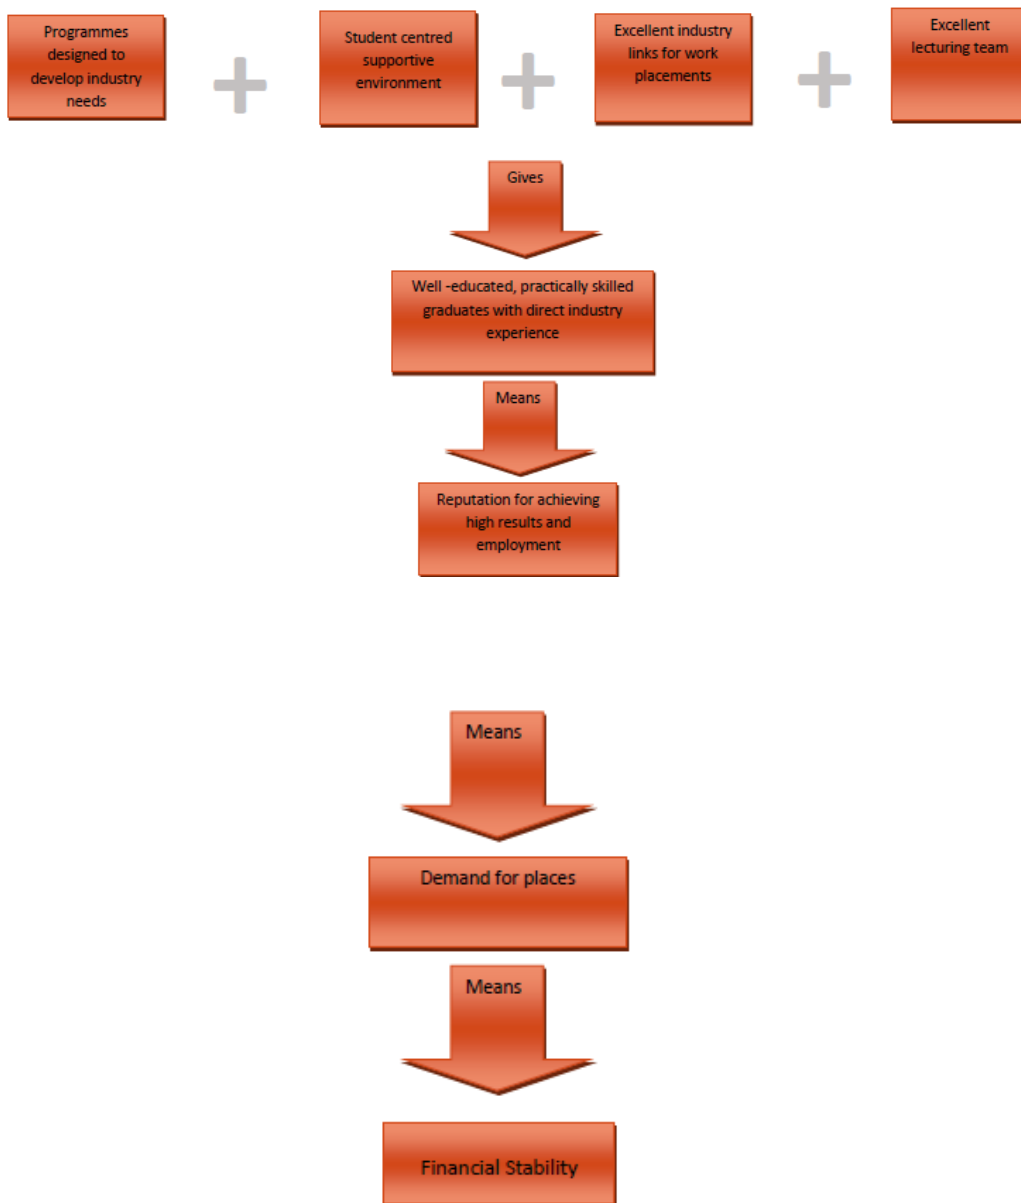 Programmes
designed to
develop industry
needs
Student centred
supportive
environment
Excellent industry
links for work
placements
Excellent
lecturing team
Gives
Well -educated, practically skilled
graduates with direct industry
experience
Means
Reputation for achieving
high results and
employment
Means
Demand for places
Means
Financial Stability